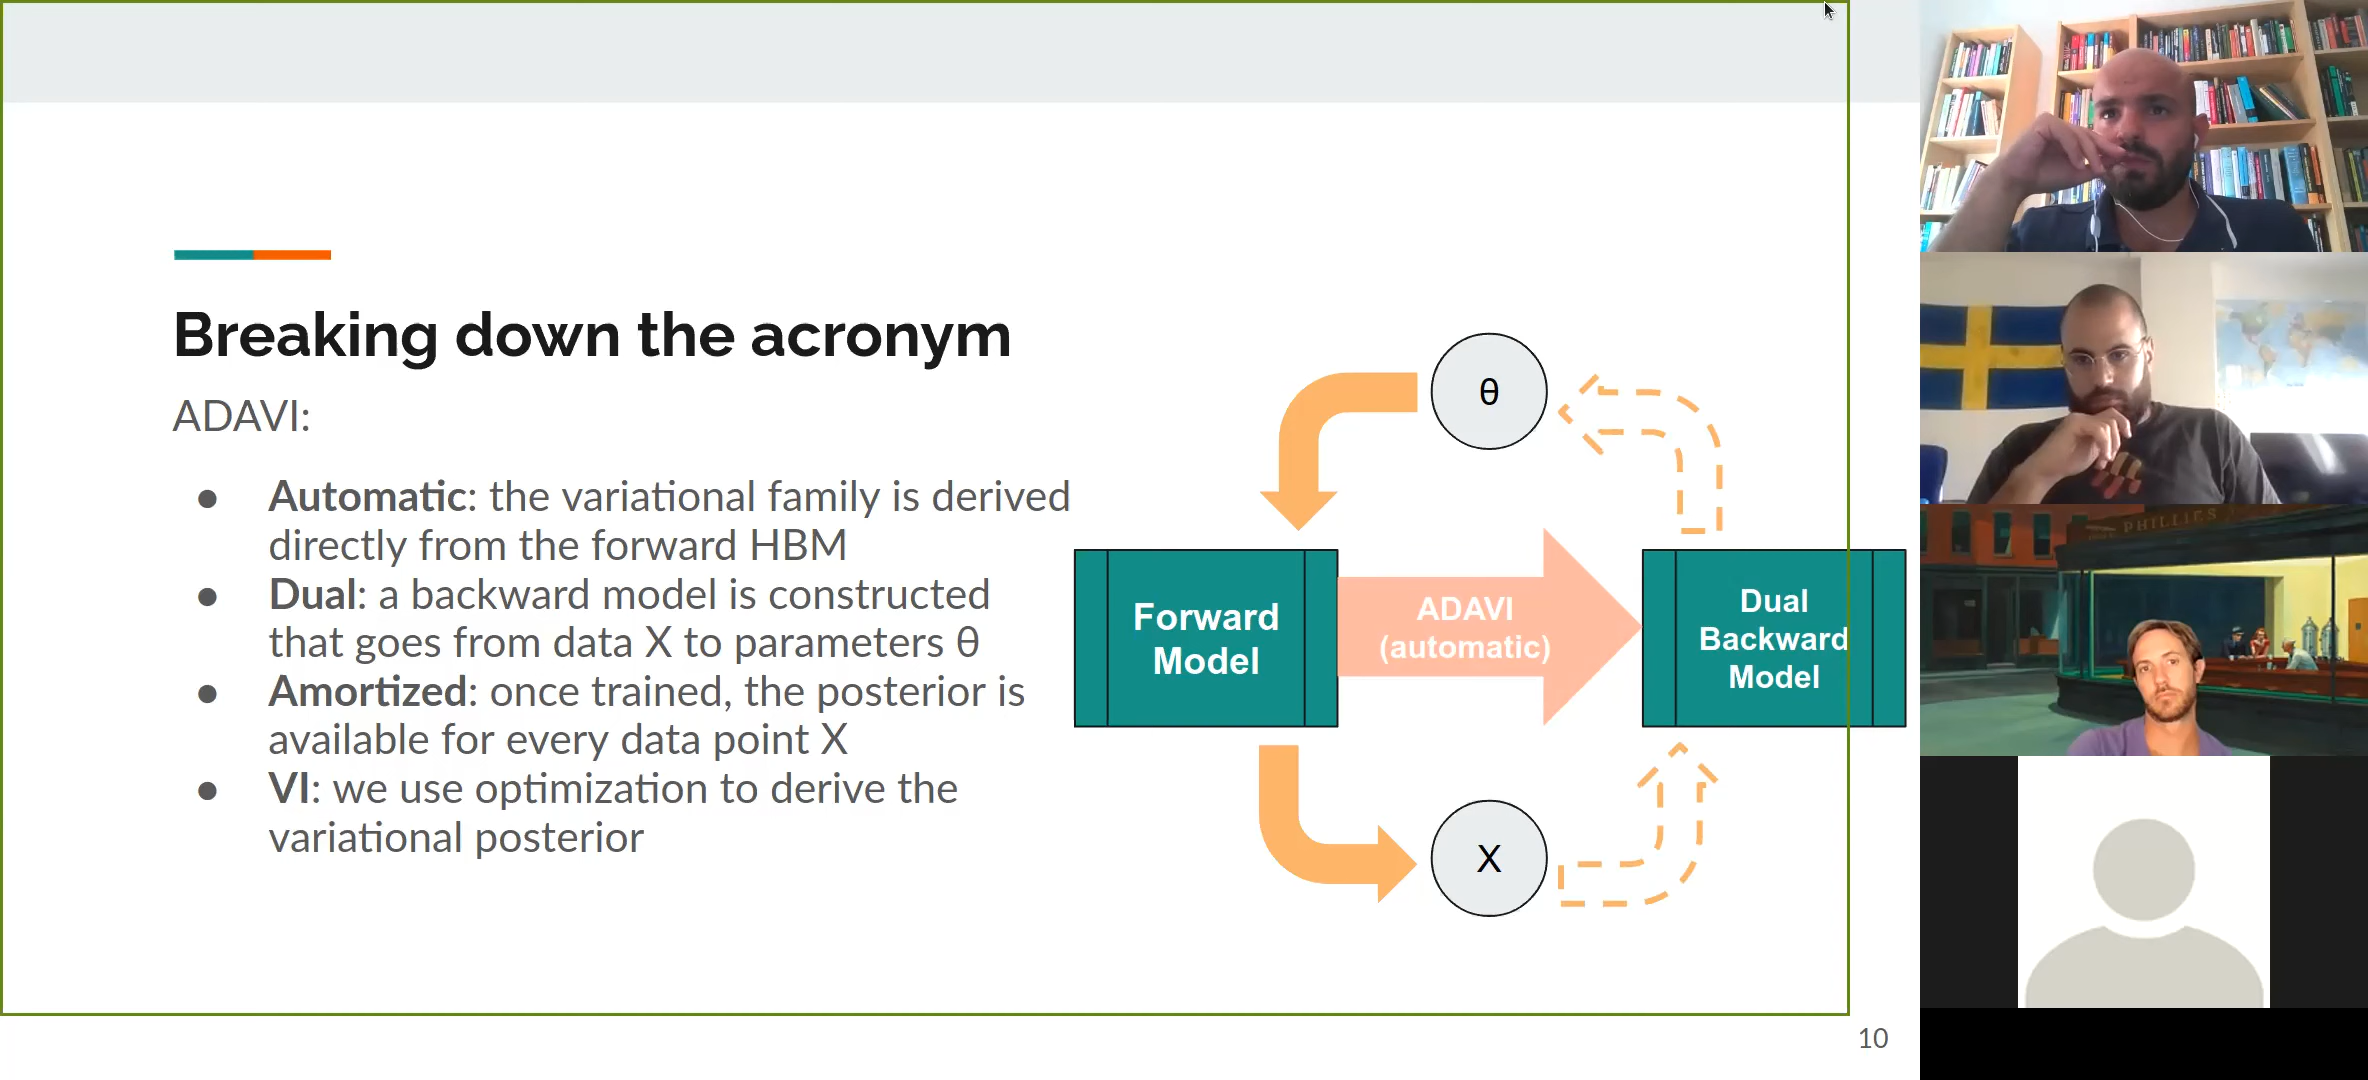 Breaking down the acronym
ADAVI:
● Automatic: the variational family is derived
directly from the forward HBM
● Dual: a backward model is constructed
that goes from data X to parameters θ
● Amortized: once trained, the posterior is
available for every data point X
● VI: we use optimization to derive the
variational posterior
θ
Forward
Model
ADAVI
(automatic)
Dual
Backward
Model
X
10
PHILLIES